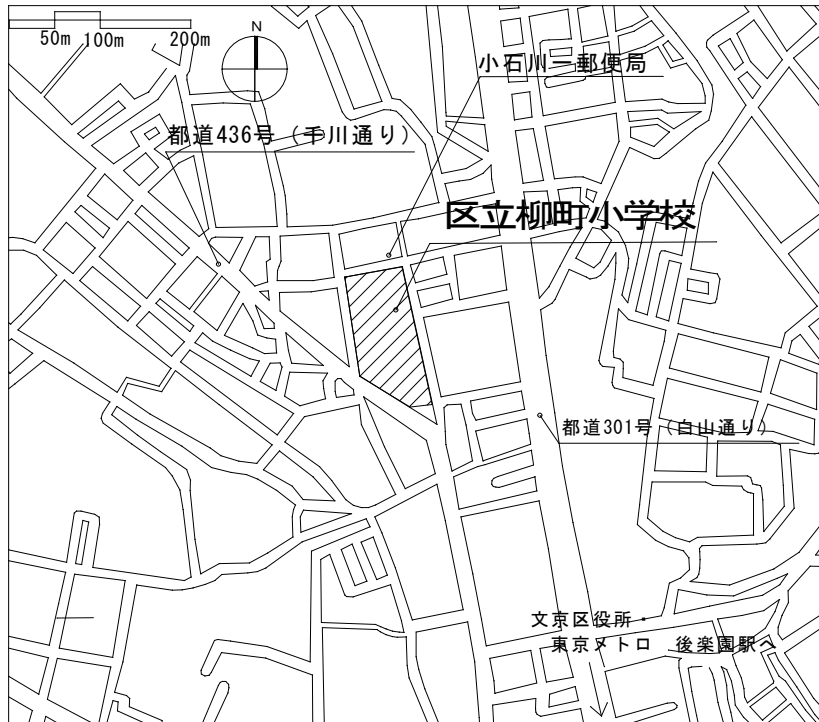 50m 100m 200m
N
小石川一郵便局
都道436号（千川通り）
区立柳町小学校
都道301号（白山通り）
文京区役所・
東京メトロ 後楽園駅へ